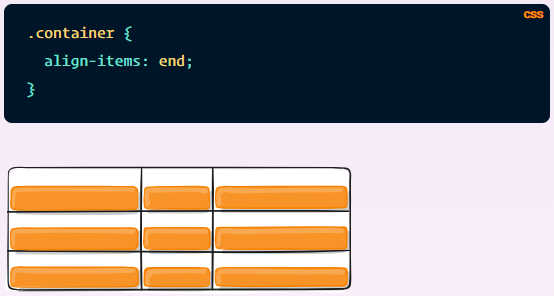 CSS
.container {
align-items: end;
}